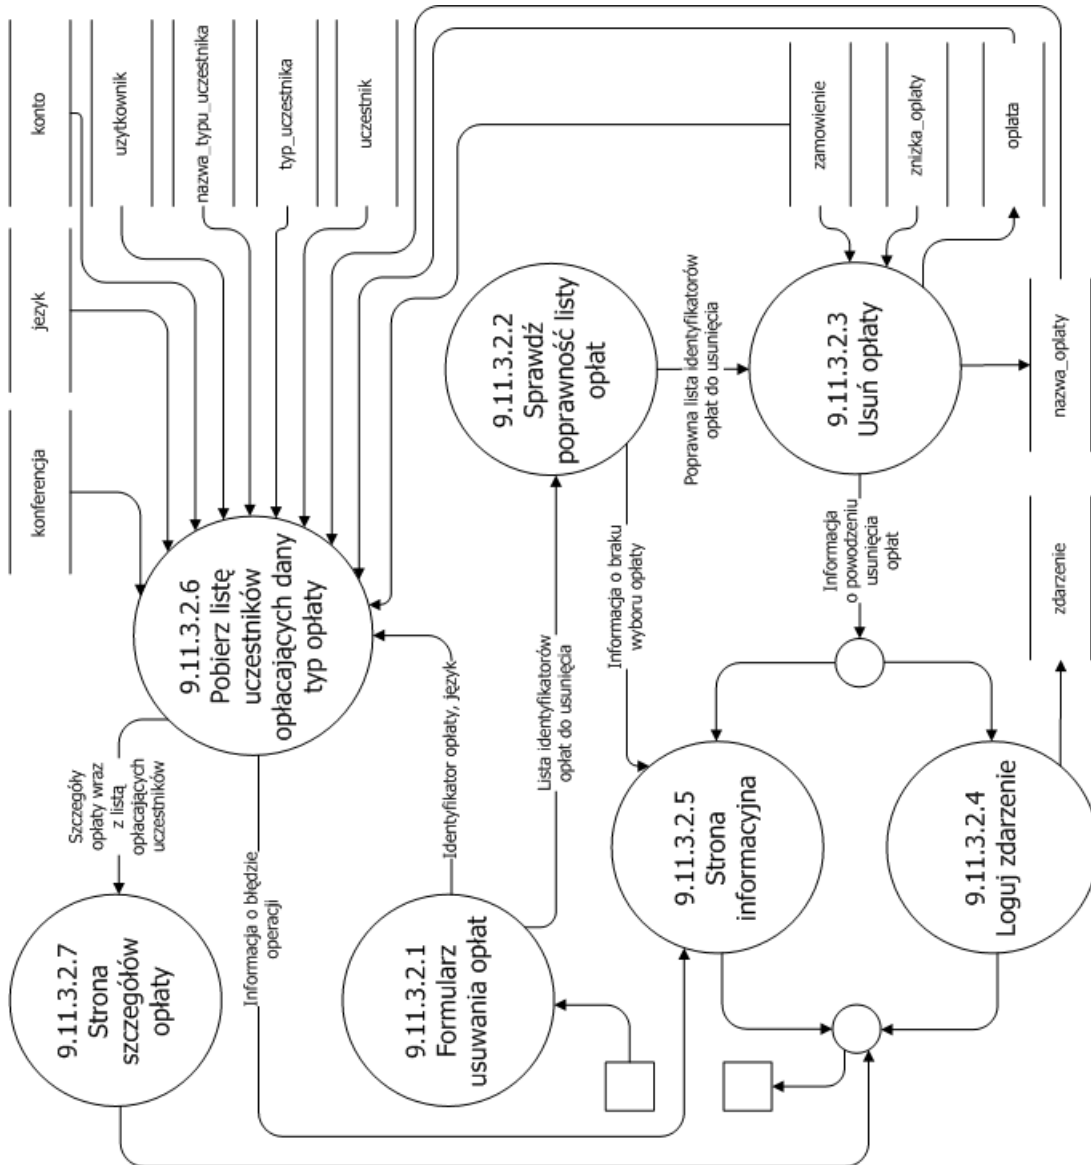 9.11.3.2.7
Strona
szczegółów
opłaty
Szczegóły
opłaty wraz
z listą
opłacających
uczestników
konferencja
jezyk
konto
uzytkownik
nazwa_typu_uczestnika
typ_uczestnika
uczestnik
9.11.3.2.6
Pobierz listę
uczestników
opłacających dany
typ opłaty
Informacja o błędzie
operacji
9.11.3.2.1
Formularz
usuwania opłat
Identyfikator opłaty, język
Lista identyfikatorów
opłat do usunięcia
9.11.3.2.2
Sprawdź
poprawność listy
opłat
Informacja o braku
wyboru opłaty
Poprawna lista identyfikatorów
opłat do usunięcia
9.11.3.2.5
Strona
informacyjna
9.11.3.2.3
Usuń opłaty
Informacja
o powodzeniu
usunięcia
opłat
zamowienie
znizka_oplaty
oplata
9.11.3.2.4
Loguj zdarzenie
zdarzenie
nazwa_oplaty